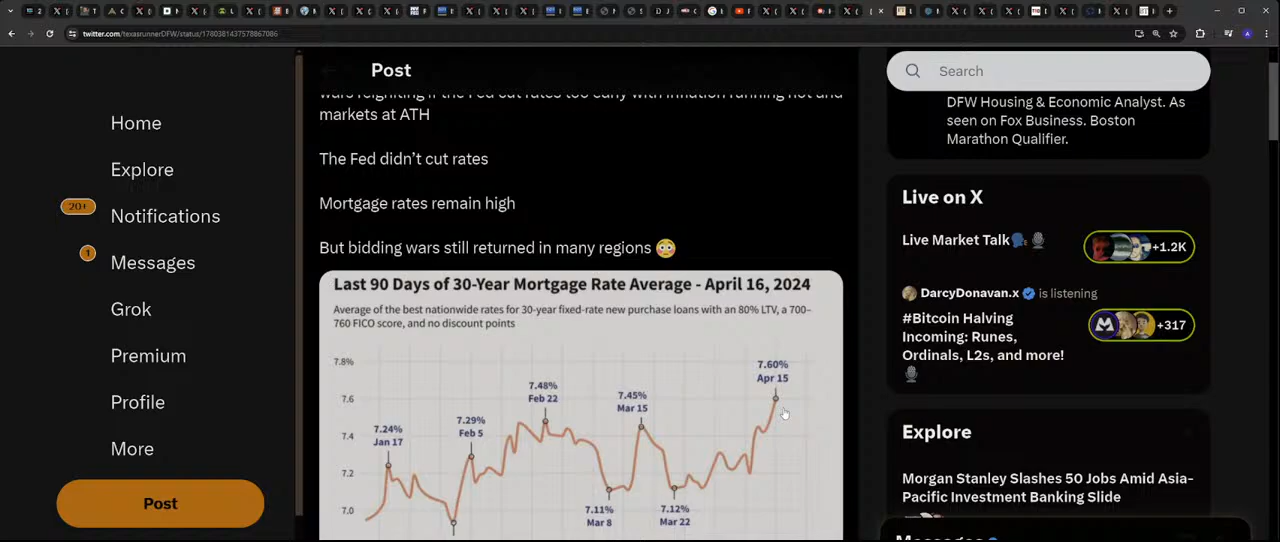 twitter.com/texasrunnerDFW/status/1780381437578867086
Home
Explore
20+
Notifications
1
Messages
Grok
Premium
Profile
More
Post
Post
wars reigniting if the Fed cut rates too early with inflation running hot and
markets at ATH
The Fed didn’t cut rates
Mortgage rates remain high
But bidding wars still returned in many regions 😳
Last 90 Days of 30-Year Mortgage Rate Average - April 16, 2024
Average of the best nationwide rates for 30-year fixed-rate new purchase loans with an 80% LTV, a 700–
760 FICO score, and no discount points
7.8%
7.6
7.4
7.2
7.0
7.24%
Jan 17
7.29%
Feb 5
7.48%
Feb 22
7.11%
Mar 8
7.45%
Mar 15
7.12%
Mar 22
7.60%
Apr 15
Search
DFW Housing & Economic Analyst. As
seen on Fox Business. Boston
Marathon Qualifier.
Live on X
Live Market Talk🗣️🎙️
+1.2K
DarcyDonovan.x is listening
#Bitcoin Halving
Incoming: Runes,
Ordinals, L2s, and more!
🎙️
+317
Explore
Morgan Stanley Slashes 50 Jobs Amid Asia-
Pacific Investment Banking Slide
Messages